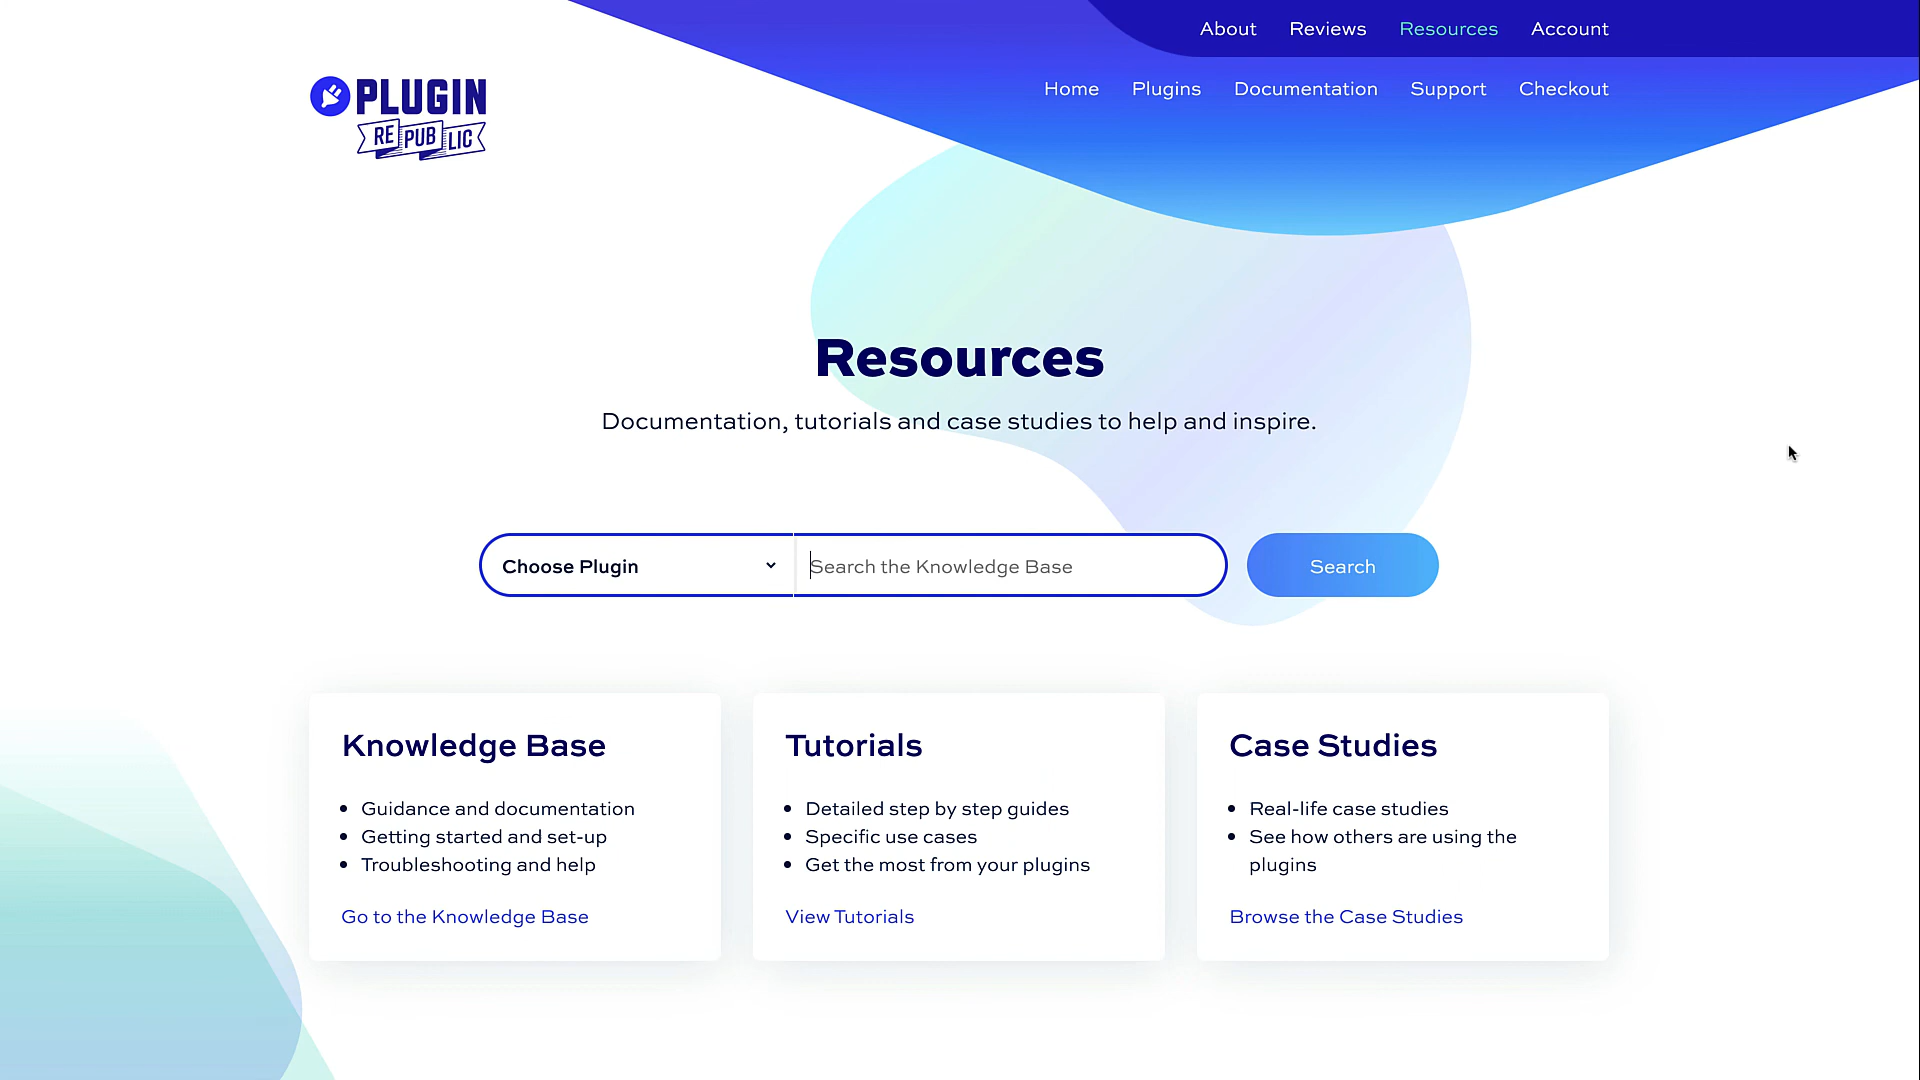 About Reviews Resources Account
PLUGIN
REPUBLIC
Home Plugins Documentation Support Checkout
Resources
Documentation, tutorials and case studies to help and inspire.
Choose Plugin
Search the Knowledge Base
Search
Knowledge Base
Guidance and documentation
Getting started and set-up
Troubleshooting and help
Go to the Knowledge Base
Tutorials
Detailed step by step guides
Specific use cases
Get the most from your plugins
View Tutorials
Case Studies
Real-life case studies
See how others are using the
plugins
Browse the Case Studies